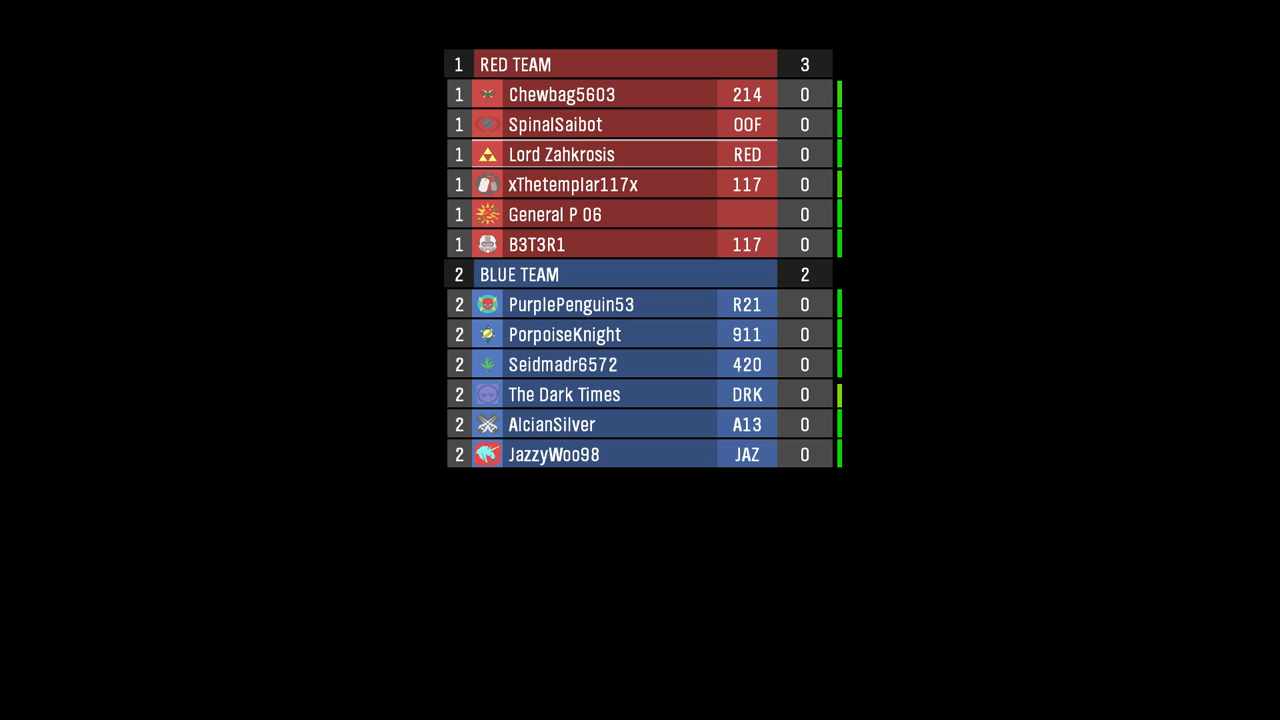 1 RED TEAM 3
1 Chewbag5603 214 0
1 SpinalSaibot OOF 0
1 Lord Zahkrosis RED 0
1 xThetemplar117x 117 0
1 General P 06 0
1 B3T3R1 117 0
2 BLUE TEAM 2
2 PurplePenguin53 R21 0
2 PorpoiseKnight 911 0
2 Seidmadr6572 420 0
2 The Dark Times DRK 0
2 AlcianSilver A13 0
2 JazzyWoo98 JAZ 0